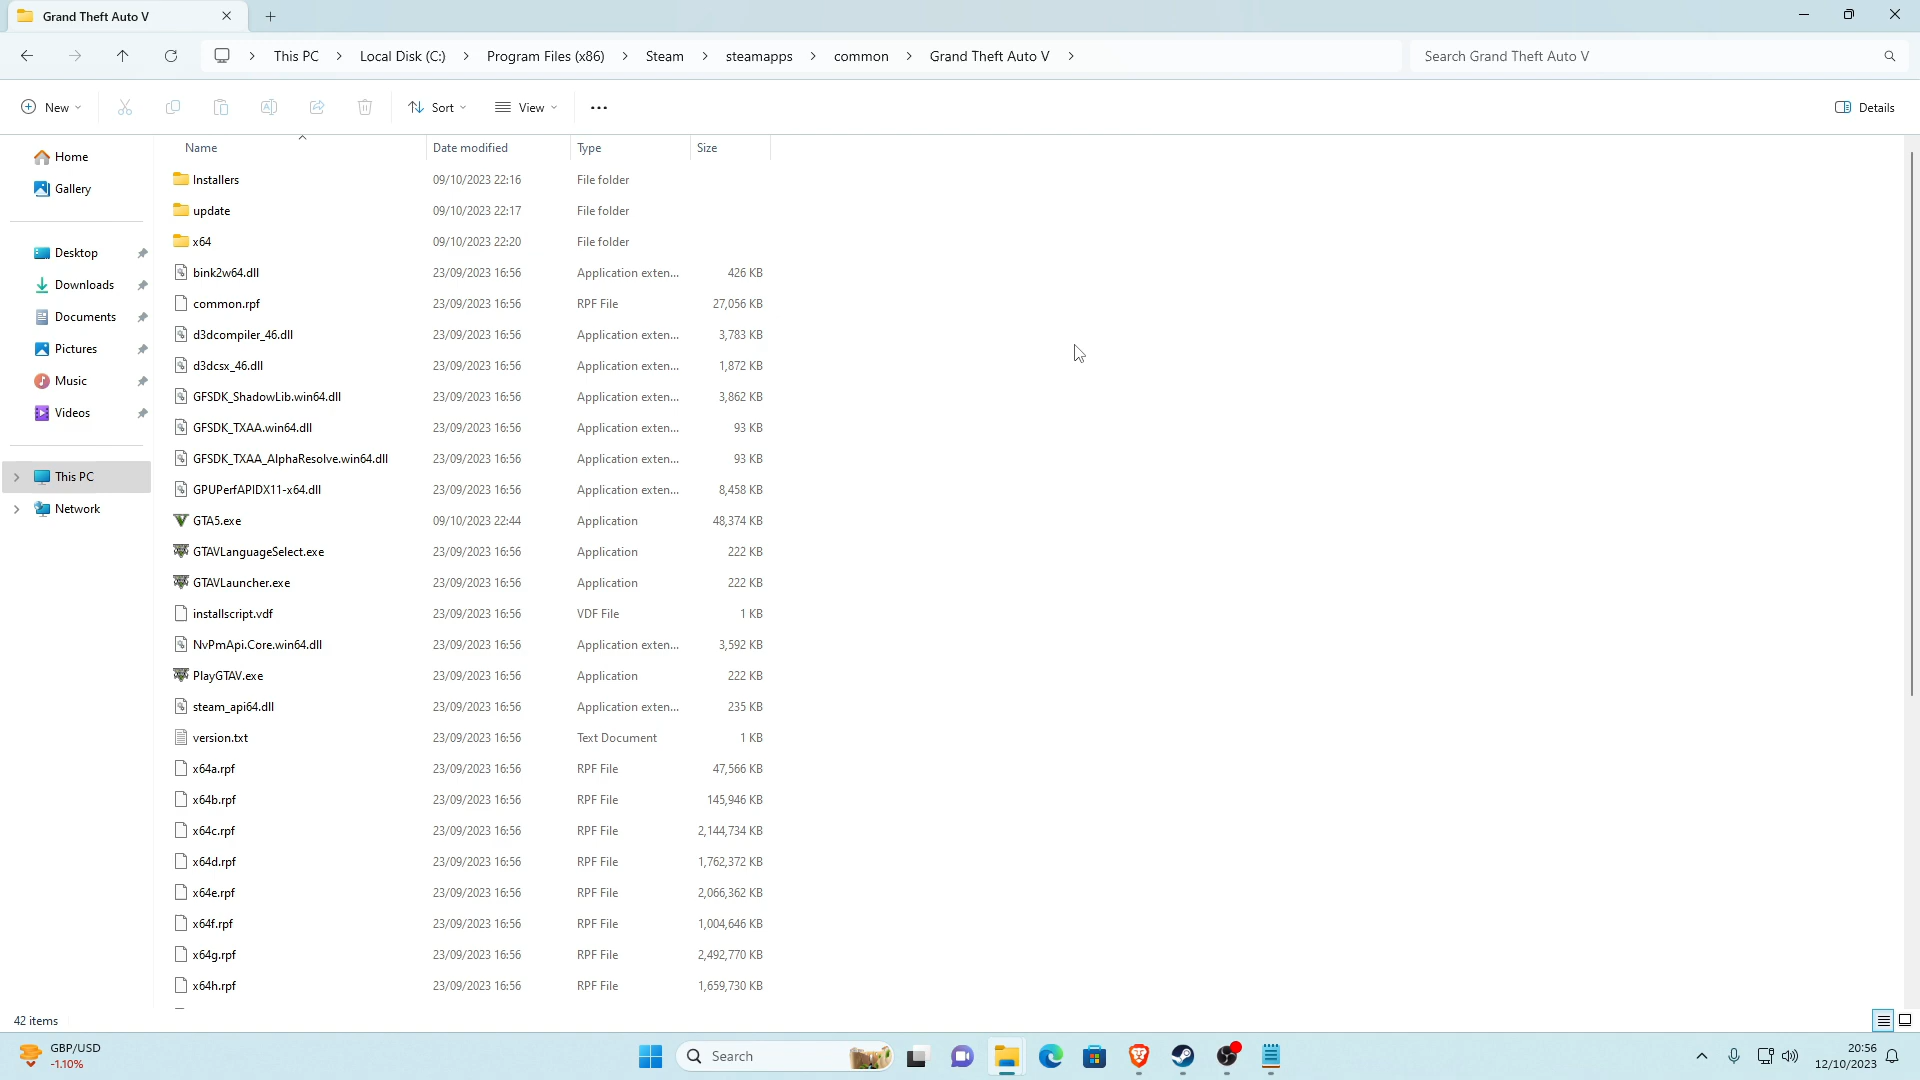 Grand Theft Auto V
This PC > Local Disk (C:) > Program Files (x86) > Steam > steamapps > common > Grand Theft Auto V >
Search Grand Theft Auto V
New
Sort
View
Details
Home
Gallery
Desktop
Downloads
Documents
Pictures
Music
Videos
This PC
Network
Name Date modified Type Size
Installers 09/10/2023 22:16 File folder
update 09/10/2023 22:17 File folder
x64 09/10/2023 22:20 File folder
bink2w64.dll 23/09/2023 16:56 Application exten... 426 KB
common.rpf 23/09/2023 16:56 RPF File 27,056 KB
d3dcompiler_46.dll 23/09/2023 16:56 Application exten... 3,783 KB
d3dcsx_46.dll 23/09/2023 16:56 Application exten... 1,872 KB
GFSDK_ShadowLib.win64.dll 23/09/2023 16:56 Application exten... 3,862 KB
GFSDK_TXAA.win64.dll 23/09/2023 16:56 Application exten... 93 KB
GFSDK_TXAA_AlphaResolve.win64.dll 23/09/2023 16:56 Application exten... 93 KB
GPUPerfAPIDX11-x64.dll 23/09/2023 16:56 Application exten... 8,458 KB
GTA5.exe 09/10/2023 22:44 Application 48,374 KB
GTAVLanguageSelect.exe 23/09/2023 16:56 Application 222 KB
GTAVLauncher.exe 23/09/2023 16:56 Application 222 KB
installscript.vdf 23/09/2023 16:56 VDF File 1 KB
NvPmApi.Core.win64.dll 23/09/2023 16:56 Application exten... 3,592 KB
PlayGTAV.exe 23/09/2023 16:56 Application 222 KB
steam_api64.dll 23/09/2023 16:56 Application exten... 235 KB
version.txt 23/09/2023 16:56 Text Document 1 KB
x64a.rpf 23/09/2023 16:56 RPF File 47,566 KB
x64b.rpf 23/09/2023 16:56 RPF File 145,946 KB
x64c.rpf 23/09/2023 16:56 RPF File 2,144,734 KB
x64d.rpf 23/09/2023 16:56 RPF File 1,762,372 KB
x64e.rpf 23/09/2023 16:56 RPF File 2,066,362 KB
x64f.rpf 23/09/2023 16:56 RPF File 1,004,646 KB
x64g.rpf 23/09/2023 16:56 RPF File 2,492,770 KB
x64h.rpf 23/09/2023 16:56 RPF File 1,659,730 KB
42 items
GBP/USD
-1.10%
Search
20:56
12/10/2023